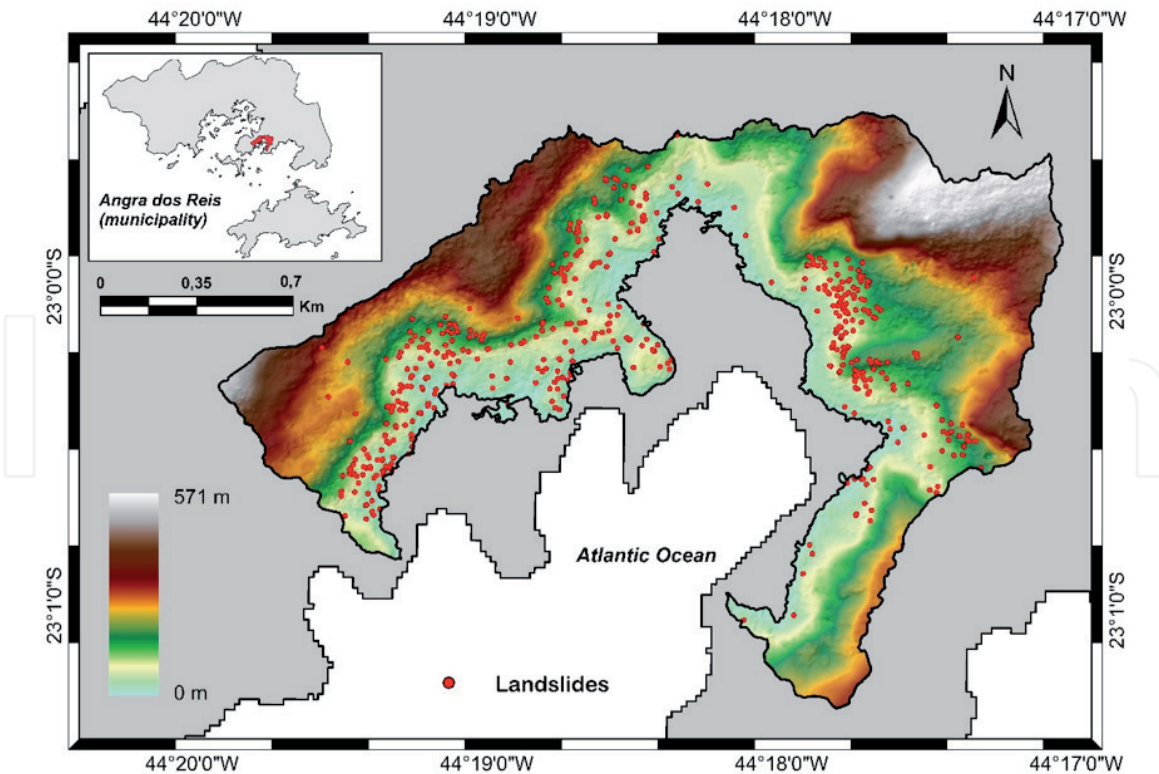 44°20'0"W 44°19'0"W 44°18'0"W 44°17'0"W
N
Angra dos Reis
(municipality)
0 0,35 0,7
Km
23°0'0"S
23°0'0"S
571 m
0 m
Atlantic Ocean
Landslides
23°1'0"S
23°1'0"S
44°20'0"W 44°19'0"W 44°18'0"W 44°17'0"W